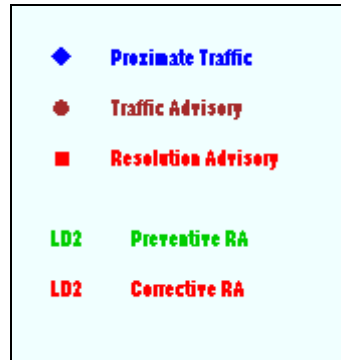 Proximate Traffic
Traffic Advisory
Resolution Advisory
LD2 Preventive RA
LD2 Corrective RA